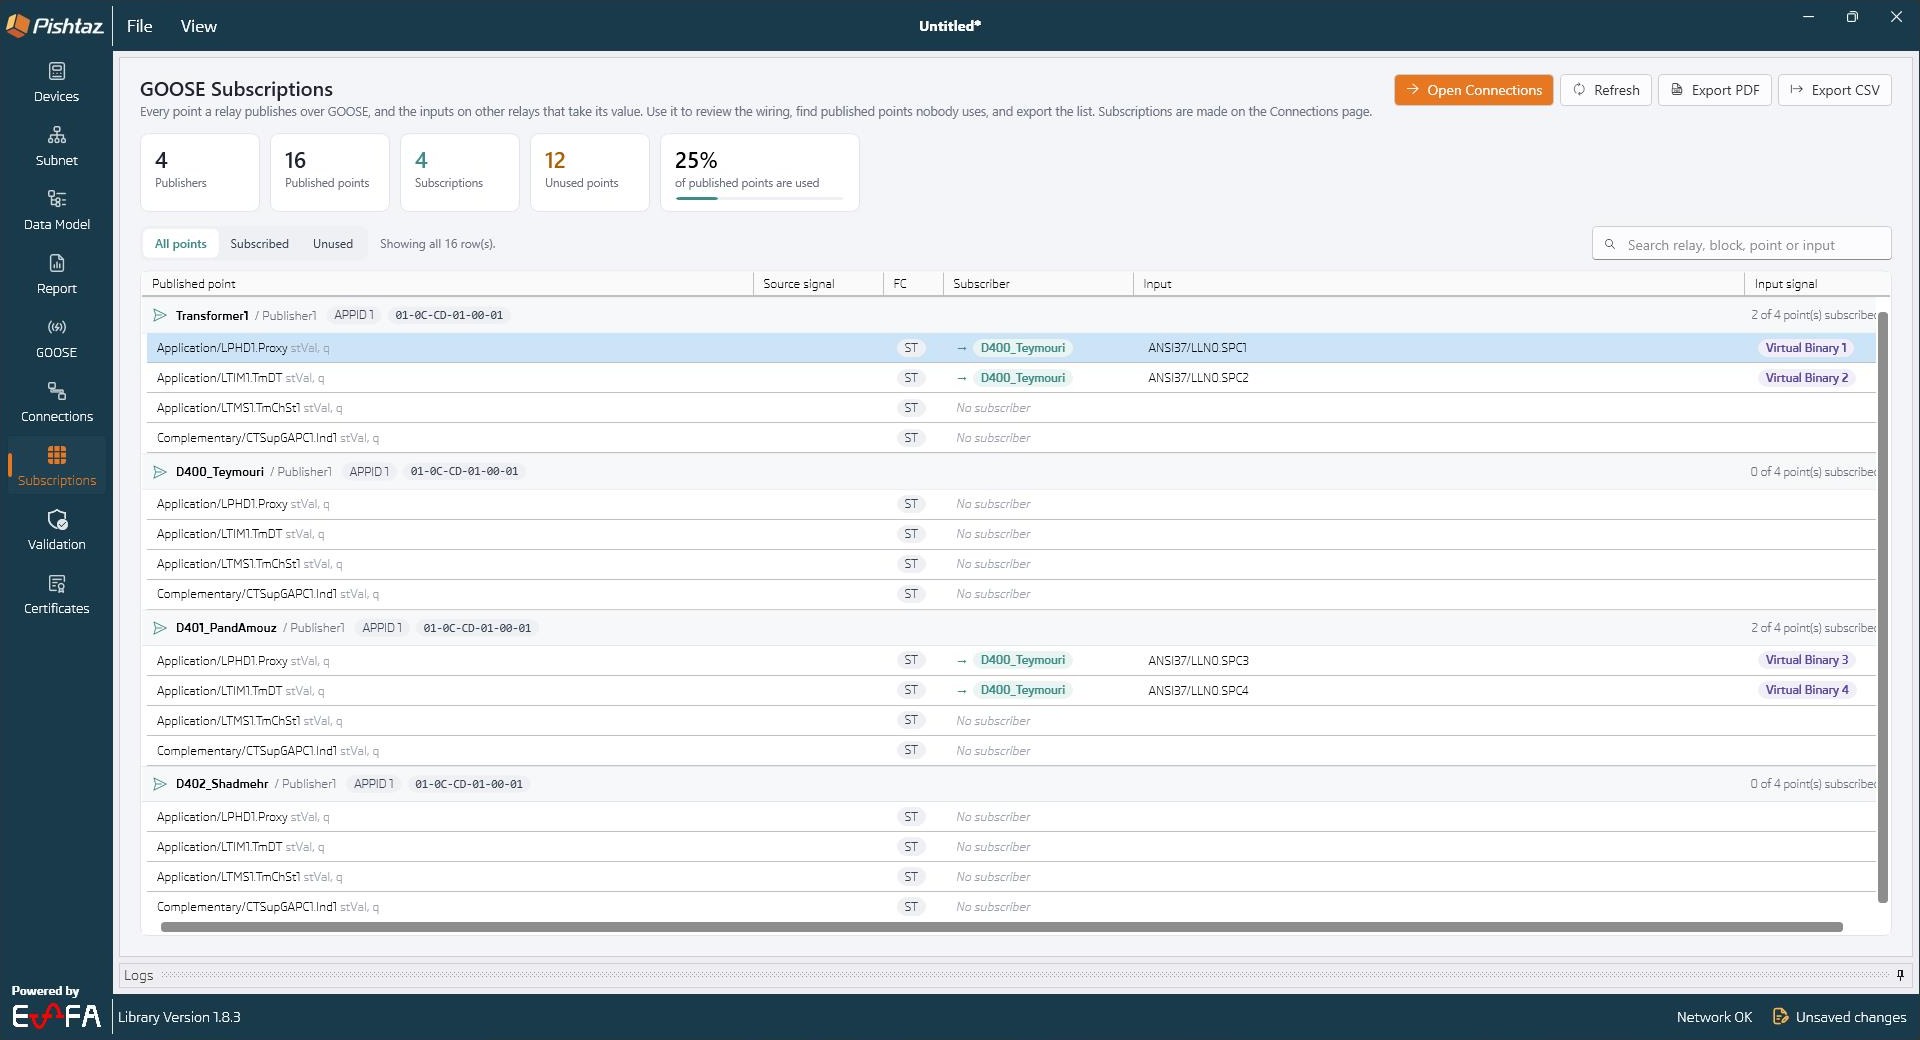 Pishtaz
File
View
Untitled*
Devices
Subnet
Data Model
Report
GOOSE
Connections
Subscriptions
Validation
Certificates
GOOSE Subscriptions
Every point a relay publishes over GOOSE, and the inputs on other relays that take its value. Use it to review the wiring, find published points nobody uses, and export the list. Subscriptions are made on the Connections page.
Open Connections
Refresh
Export PDF
Export CSV
4
Publishers
16
Published points
4
Subscriptions
12
Unused points
25%
of published points are used
All points Subscribed Unused Showing all 16 row(s).
Search relay, block, point or input
Published point Source signal FC Subscriber Input Input signal
Transformer1 / Publisher1 APPID 1 01-0C-CD-01-00-01 2 of 4 point(s) subscribed
Application/LPHD1.Proxy stVal, q ST → D400_Teymouri ANSI37/LLN0.SPC1 Virtual Binary 1
Application/LTIM1.TmDT stVal, q ST → D400_Teymouri ANSI37/LLN0.SPC2 Virtual Binary 2
Application/LTMS1.TmChSt1 stVal, q ST No subscriber
Complementary/CTSupGAPC1.Ind1 stVal, q ST No subscriber
D400_Teymouri / Publisher1 APPID 1 01-0C-CD-01-00-01 0 of 4 point(s) subscribed
Application/LPHD1.Proxy stVal, q ST No subscriber
Application/LTIM1.TmDT stVal, q ST No subscriber
Application/LTMS1.TmChSt1 stVal, q ST No subscriber
Complementary/CTSupGAPC1.Ind1 stVal, q ST No subscriber
D401_PandAmouz / Publisher1 APPID 1 01-0C-CD-01-00-01 2 of 4 point(s) subscribed
Application/LPHD1.Proxy stVal, q ST → D400_Teymouri ANSI37/LLN0.SPC3 Virtual Binary 3
Application/LTIM1.TmDT stVal, q ST → D400_Teymouri ANSI37/LLN0.SPC4 Virtual Binary 4
Application/LTMS1.TmChSt1 stVal, q ST No subscriber
Complementary/CTSupGAPC1.Ind1 stVal, q ST No subscriber
D402_Shadmehr / Publisher1 APPID 1 01-0C-CD-01-00-01 0 of 4 point(s) subscribed
Application/LPHD1.Proxy stVal, q ST No subscriber
Application/LTIM1.TmDT stVal, q ST No subscriber
Application/LTMS1.TmChSt1 stVal, q ST No subscriber
Complementary/CTSupGAPC1.Ind1 stVal, q ST No subscriber
Logs
Powered by
Library Version 1.8.3
Network OK
Unsaved changes